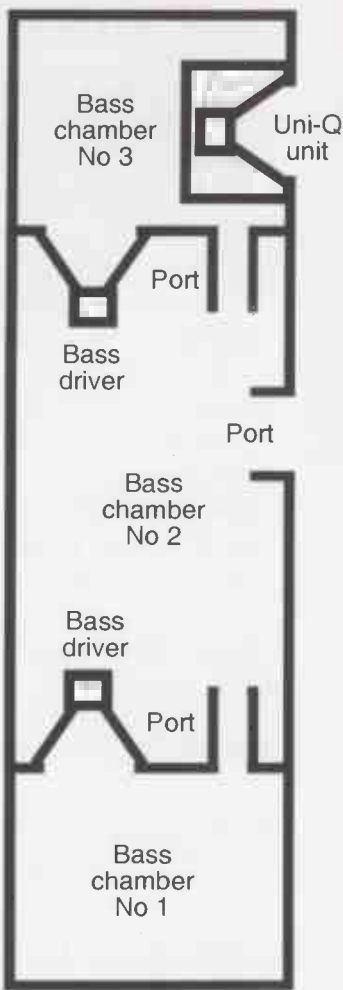 Bass
chamber
No 3
Uni-Q
unit
Port
Bass
driver
Port
Bass
chamber
No 2
Bass
driver
Port
Bass
chamber
No 1